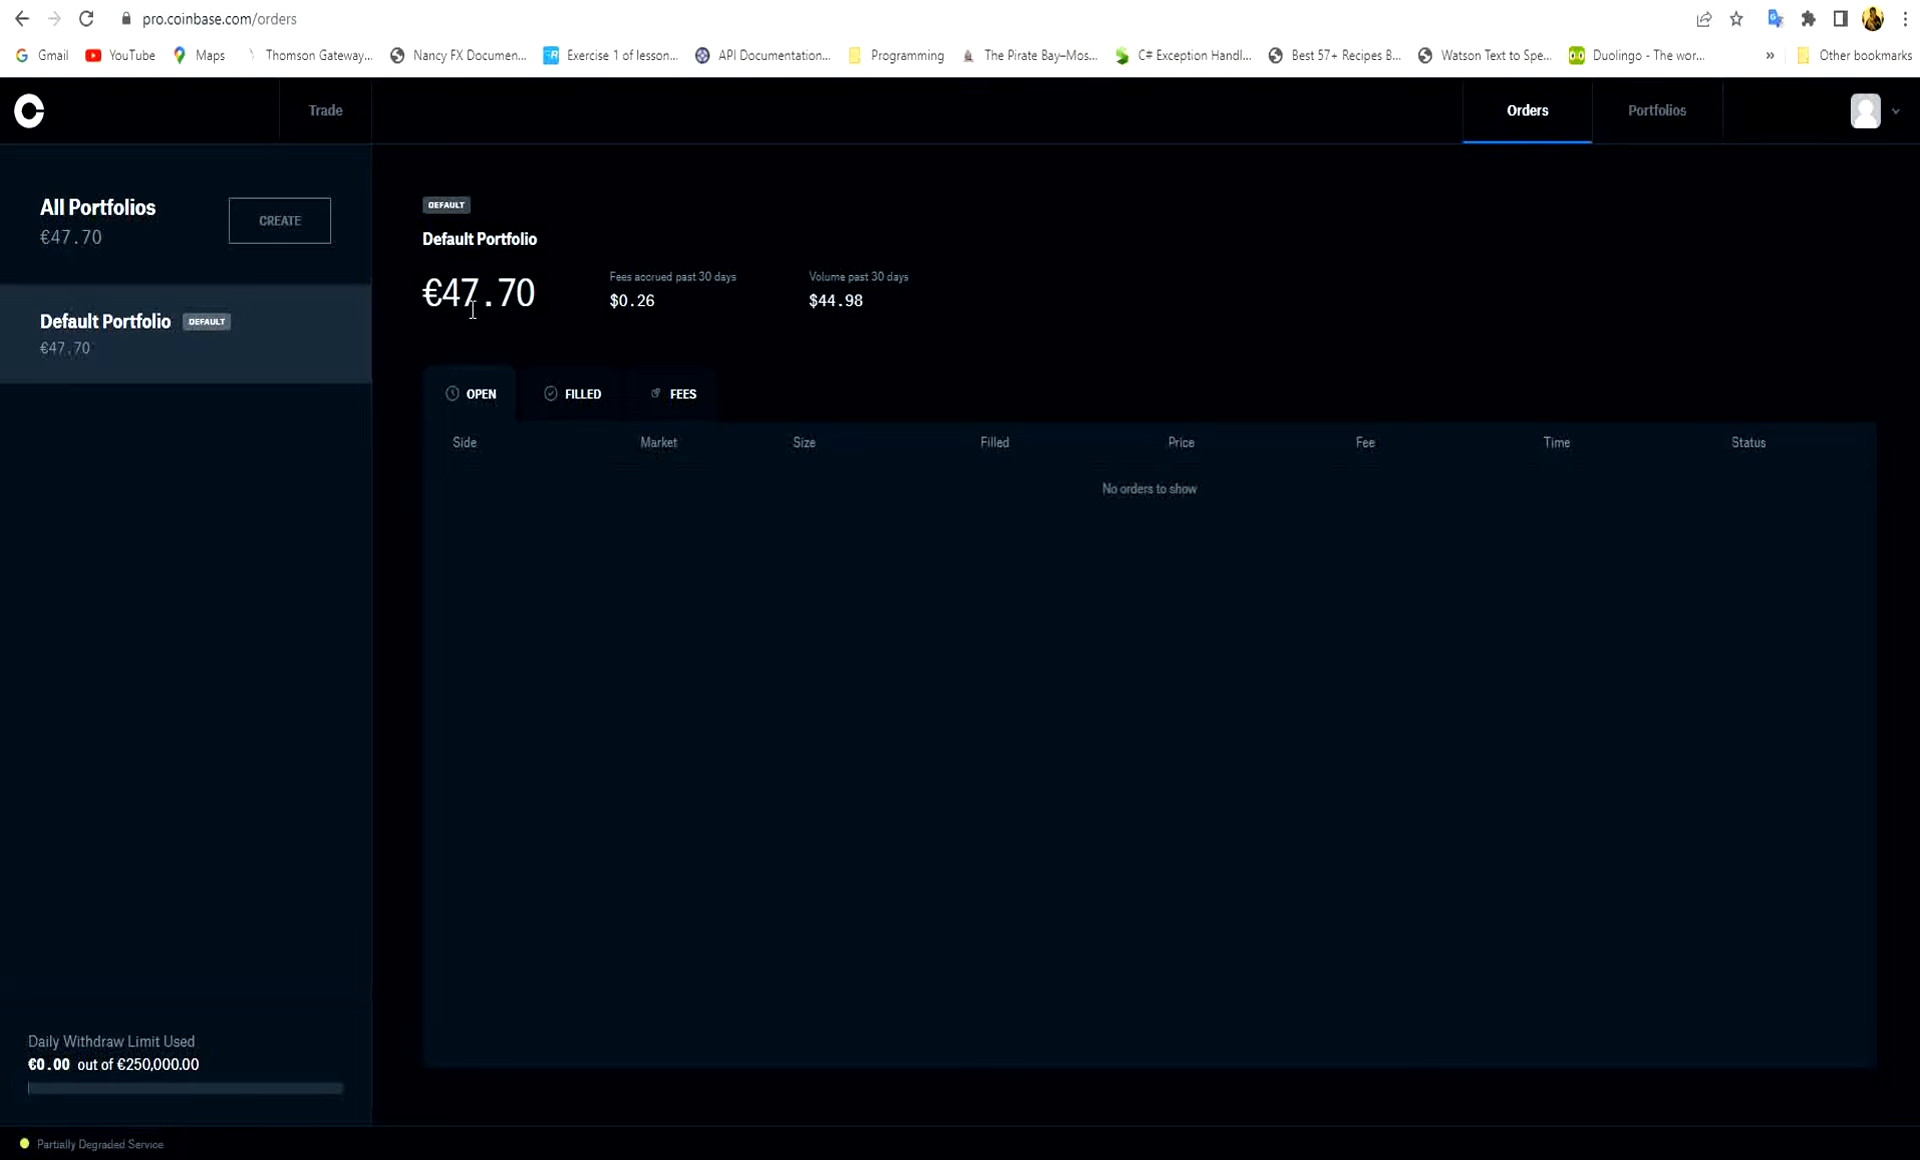 pro.coinbase.com/orders
Gmail YouTube Maps Thomson Gateway... Nancy FX Documen... Exercise 1 of lesson... API Documentation... Programming The Pirate Bay–Mos... C# Exception Handl... Best 57+ Recipes B... Watson Text to Spe... Duolingo - The wor... » Other bookmarks
Trade Orders Portfolios
All Portfolios
€47.70
CREATE
Default Portfolio DEFAULT
€47.70
DEFAULT
Default Portfolio
€47.70
Fees accrued past 30 days
$0.26
Volume past 30 days
$44.98
OPEN FILLED FEES
Side Market Size Filled Price Fee Time Status
No orders to show
Daily Withdraw Limit Used
€0.00 out of €250,000.00
Partially Degraded Service